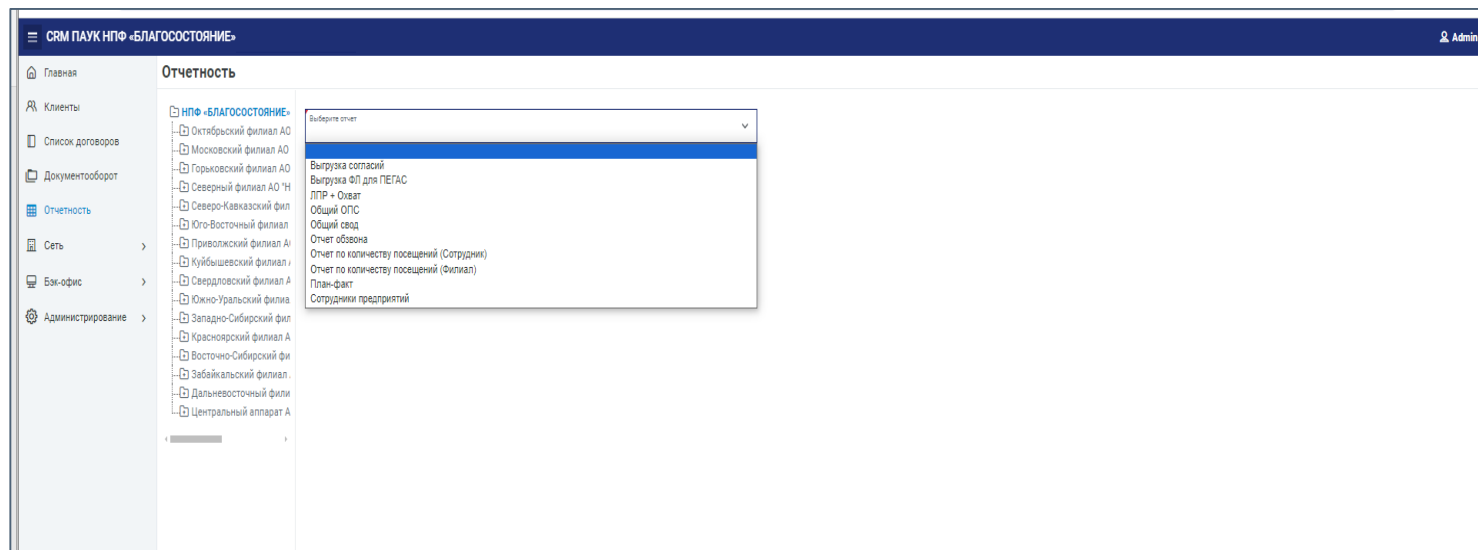 CRM ПАУК НПФ «БЛАГОСОСТОЯНИЕ»
Admin
Главная
Клиенты
Список договоров
Документооборот
Отчетность
Сеть
Бэк-офис
Администрирование
Отчетность
НПФ «БЛАГОСОСТОЯНИЕ»
Октябрьский филиал АО
Московский филиал АО
Горьковский филиал АО
Северный филиал АО "Н
Северо-Кавказский фил
Юго-Восточный филиал
Приволжский филиал А
Куйбышевский филиал
Свердловский филиал А
Южно-Уральский филиа
Западно-Сибирский фил
Красноярский филиал А
Восточно-Сибирский фи
Забайкальский филиал
Дальневосточный фили
Центральный аппарат А
Выберите отчет
Выгрузка согласий
Выгрузка ФЛ для ПЕГАС
ЛПР + Охват
Общий ОПС
Общий свод
Отчет обзвона
Отчет по количеству посещений (Сотрудник)
Отчет по количеству посещений (Филиал)
План-факт
Сотрудники предприятий